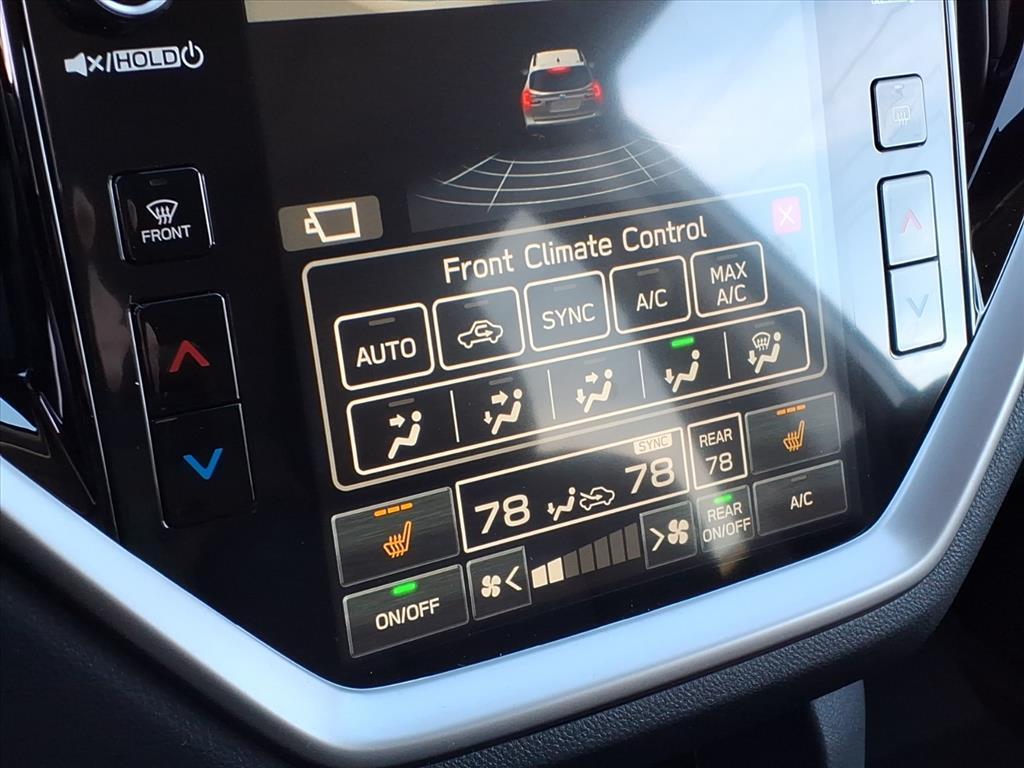 HOLD
FRONT
X
Front Climate Control
AUTO
SYNC
A/C
MAX
A/C
SYNC
78
78
REAR
78
REAR
ON/OFF
A/C
ON/OFF